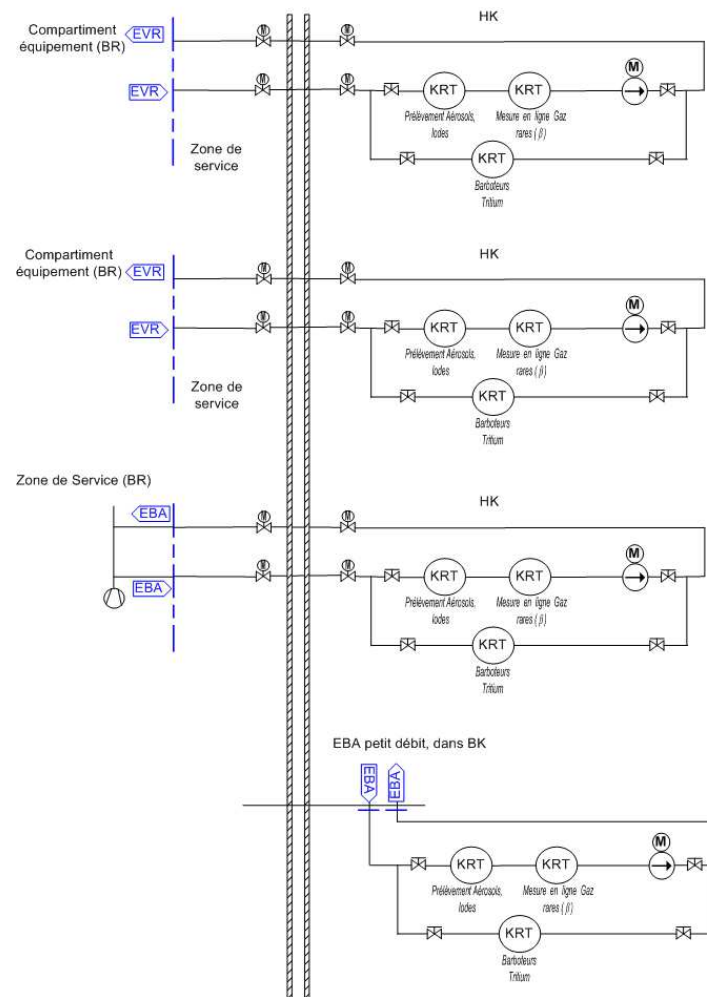 HK
Compartiment
équipement (BR)
EVR
M
M
M
EVR
M
M
KRT
KRT
Prélèvement Aérosols,
Iodes
Mesure en ligne Gaz
rares ( β )
Zone de
service
KRT
Barboteurs
Tritium
HK
Compartiment
équipement (BR)
EVR
M
M
M
EVR
M
M
KRT
KRT
Prélèvement Aérosols,
Iodes
Mesure en ligne Gaz
rares ( β )
Zone de
service
KRT
Barboteurs
Tritium
Zone de Service (BR)
HK
EBA
M
M
M
EBA
M
M
KRT
KRT
Prélèvement Aérosols,
Iodes
Mesure en ligne Gaz
rares ( β )
KRT
Barboteurs
Tritium
EBA petit débit, dans BK
EBA
EBA
M
KRT
KRT
Prélèvement Aérosols,
Iodes
Mesure en ligne Gaz
rares ( β )
KRT
Barboteurs
Tritium